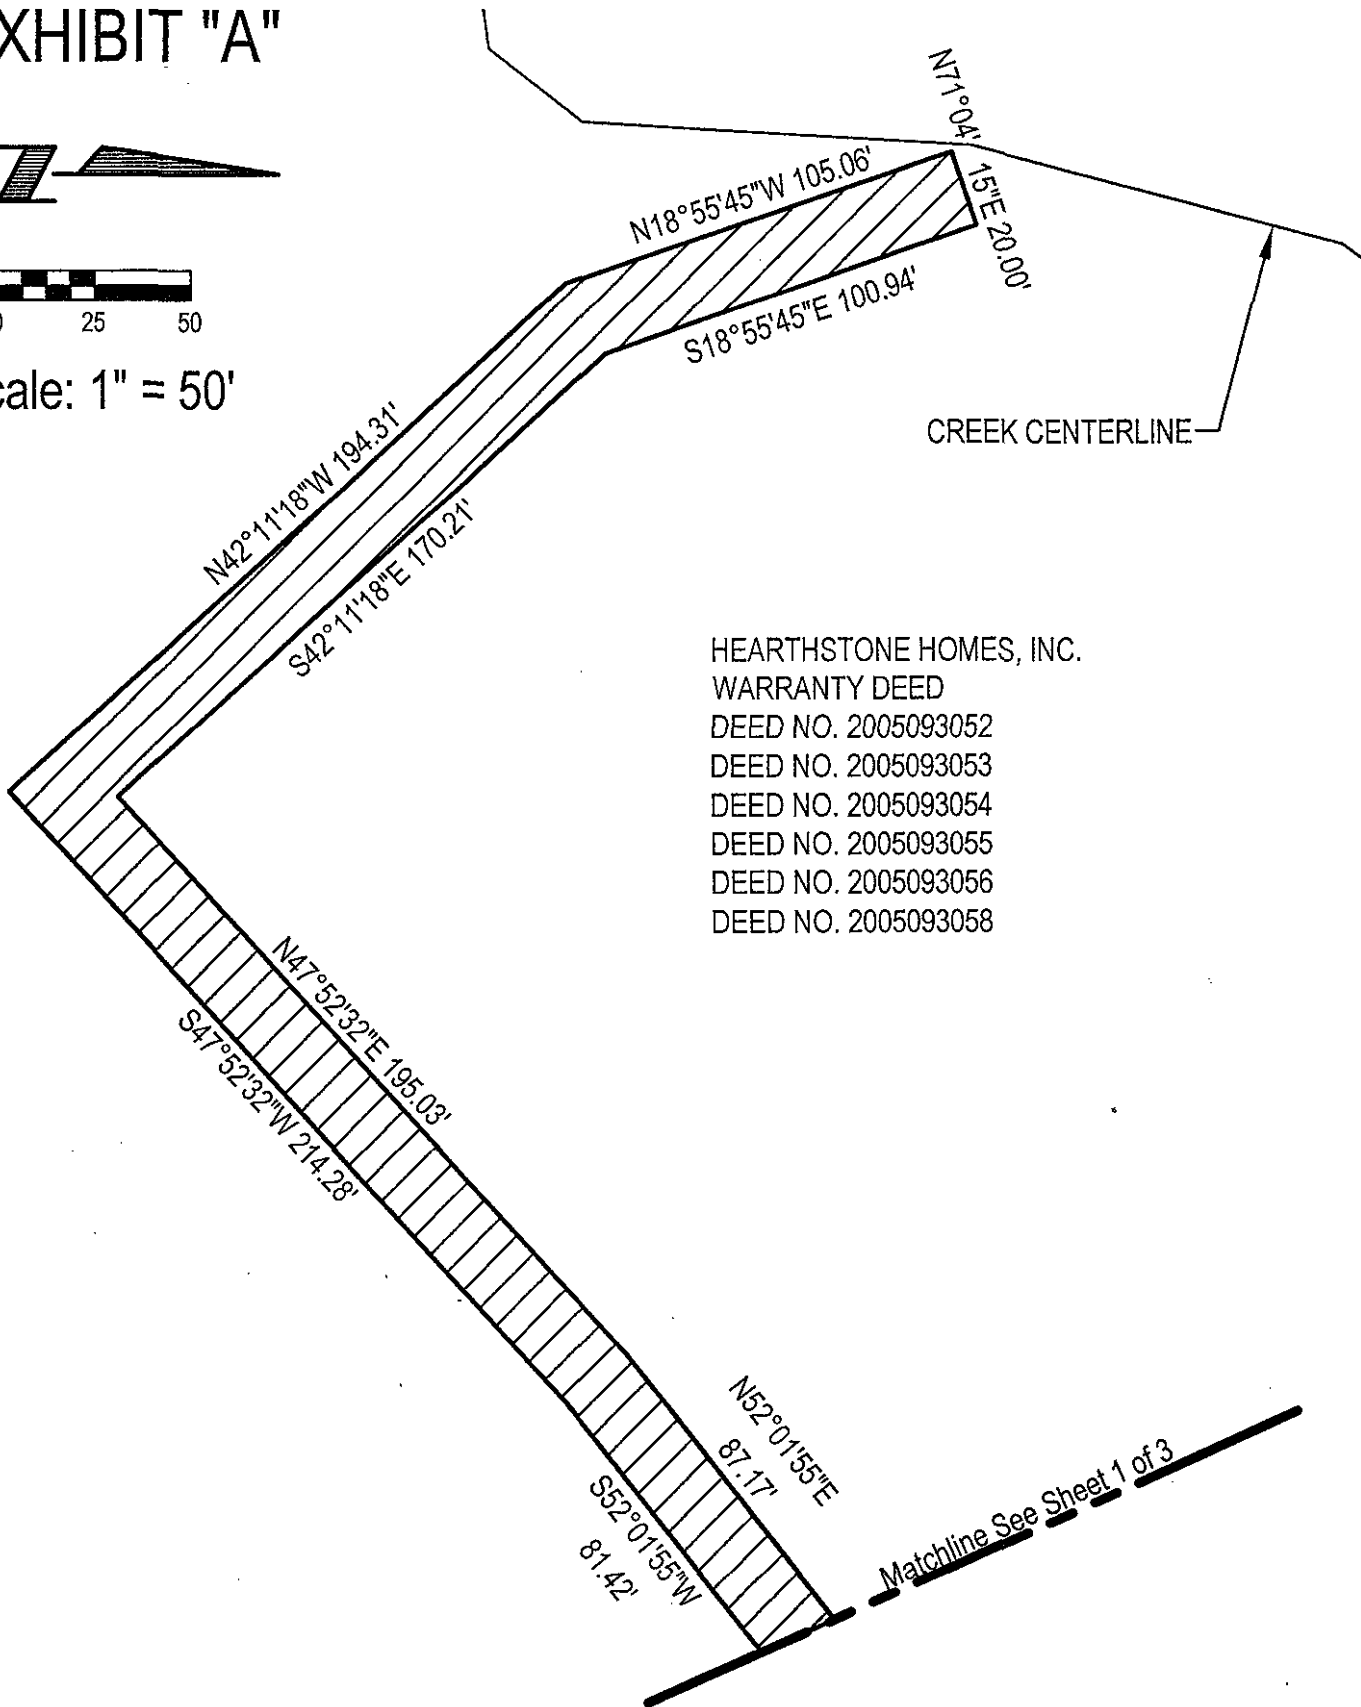 XHIBIT "A"
N71°04' 15"E 20.00'
N18°55'45"W 105.06'
S18°55'45"E 100.94'
25 50
cale: 1" = 50'
CREEK CENTERLINE
N42°11'18"W 194.31'
S42°11'18"E 170.21'
HEARTHSTONE HOMES, INC.
WARRANTY DEED
DEED NO. 2005093052
DEED NO. 2005093053
DEED NO. 2005093054
DEED NO. 2005093055
DEED NO. 2005093056
DEED NO. 2005093058
N47°52'32"E 195.03'
S47°52'32"W 214.28'
N52°01'55"E
87.17'
S52°01'55"W
81.42'
Matchline See Sheet 1 of 3